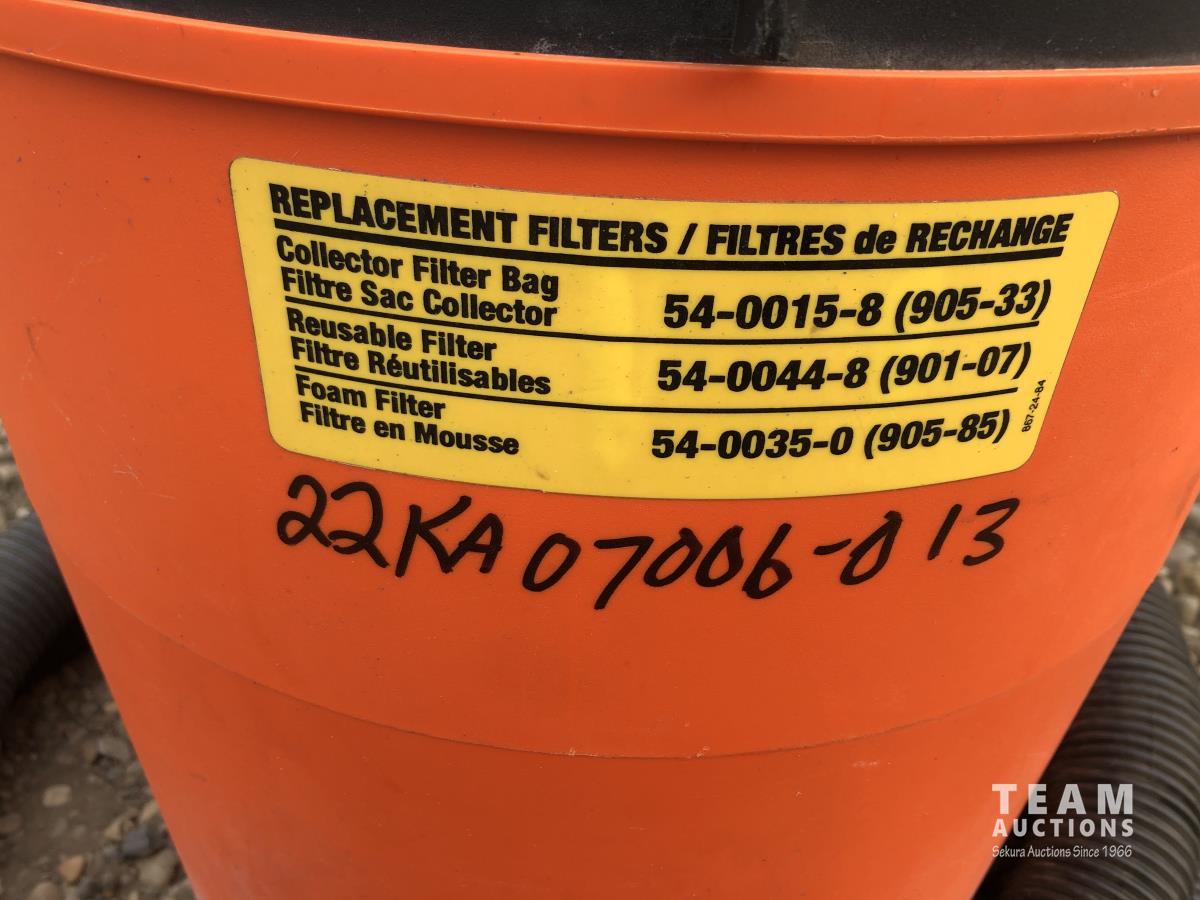 REPLACEMENT FILTERS / FILTRES de RECHANGE
Collector Filter Bag
Filtre Sac Collector 54-0015-8 (905-33)
Reusable Filter
Filtre Réutilisables 54-0044-8 (901-07)
Foam Filter
Filtre en Mousse 54-0035-0 (905-85)
867-24-84
22KA07006-013
TEAM
AUCTIONS
Sekura Auctions Since 1966